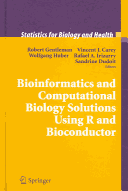 Statistics for Biology and Health
Robert Gentleman Vincent J. Carey
Wolfgang Huber Rafael A. Irizarry
Sandrine Dudoit
Editors
Bioinformatics and
Computational
Biology Solutions
Using R and
Bioconductor
Springer